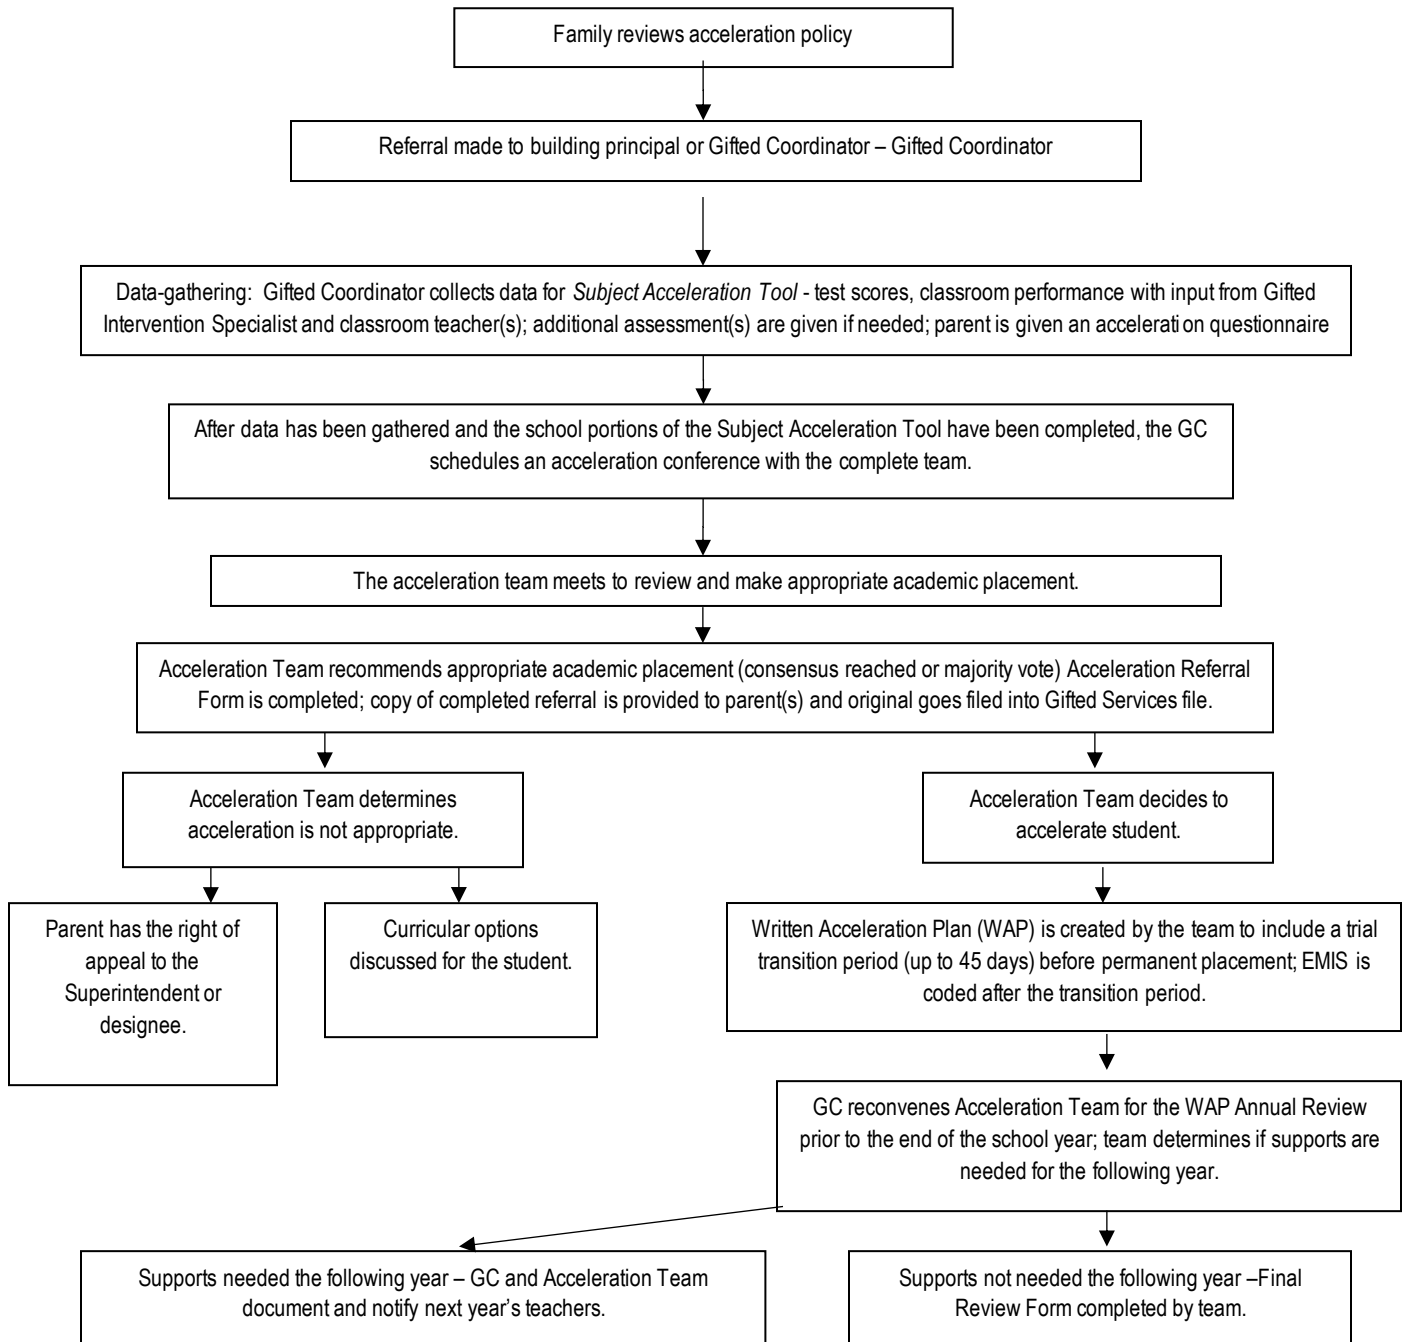 Family reviews acceleration policy
Referral made to building principal or Gifted Coordinator – Gifted Coordinator
Data-gathering:  Gifted Coordinator collects data for Subject Acceleration Tool - test scores, classroom performance with input from Gifted
Intervention Specialist and classroom teacher(s); additional assessment(s) are given if needed; parent is given an acceleration questionnaire
After data has been gathered and the school portions of the Subject Acceleration Tool have been completed, the GC
schedules an acceleration conference with the complete team.
The acceleration team meets to review and make appropriate academic placement.
Acceleration Team recommends appropriate academic placement (consensus reached or majority vote) Acceleration Referral
Form is completed; copy of completed referral is provided to parent(s) and original goes filed into Gifted Services file.
Acceleration Team determines
acceleration is not appropriate.
Acceleration Team decides to
accelerate student.
Parent has the right of
appeal to the
Superintendent or
designee.
Curricular options
discussed for the student.
Written Acceleration Plan (WAP) is created by the team to include a trial
transition period (up to 45 days) before permanent placement; EMIS is
coded after the transition period.
GC reconvenes Acceleration Team for the WAP Annual Review
prior to the end of the school year; team determines if supports are
needed for the following year.
Supports needed the following year – GC and Acceleration Team
document and notify next year's teachers.
Supports not needed the following year –Final
Review Form completed by team.